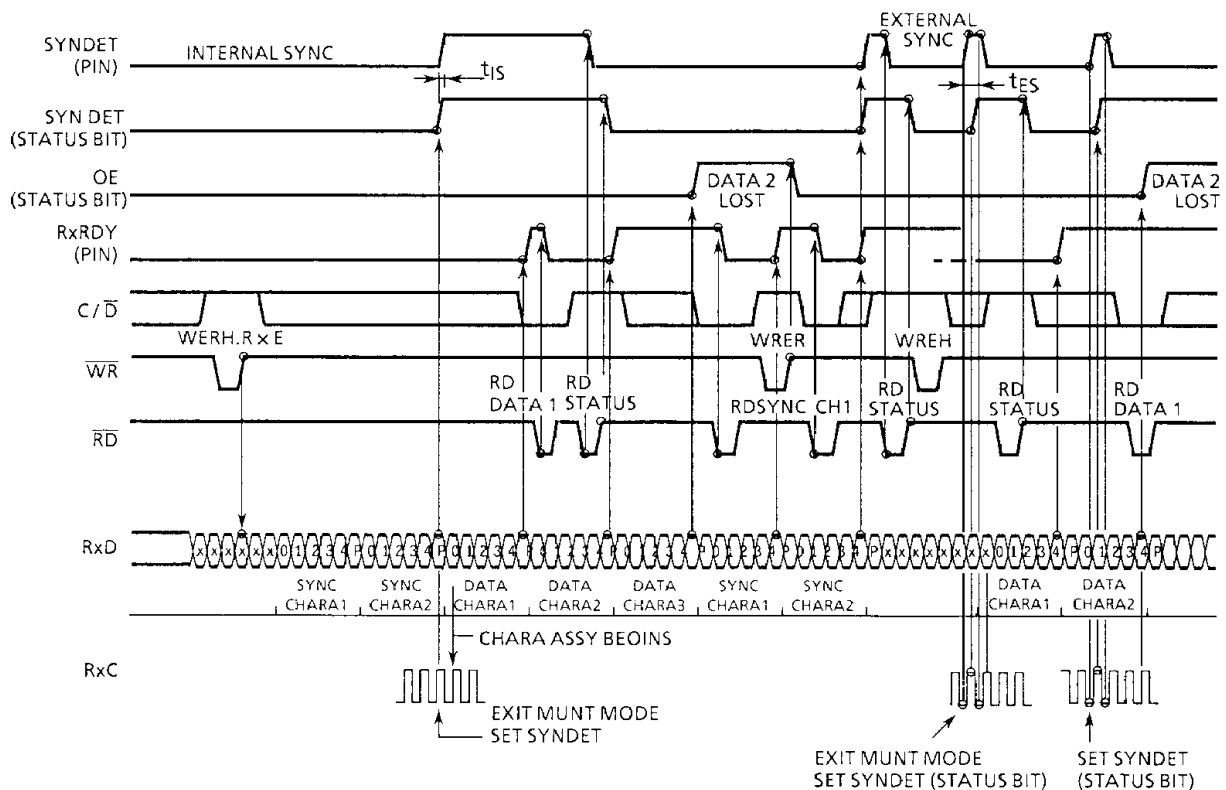 SYNDET
(PIN)
INTERNAL SYNC
EXTERNAL
SYNC
tIS
tES
SYN DET
(STATUS BIT)
OE
(STATUS BIT)
DATA 2
LOST
DATA 2
LOST
RxRDY
(PIN)
C/D̅
WERH.R x E
WRER
WREH
W̅R̅
RD
DATA 1
RD
STATUS
RDSYNC CH1
RD
STATUS
RD
STATUS
RD
DATA 1
R̅D̅
RxD
SYNC
CHARA1
SYNC
CHARA2
DATA
CHARA1
DATA
CHARA2
DATA
CHARA3
SYNC
CHARA1
SYNC
CHARA2
DATA
CHARA1
DATA
CHARA2
CHARA ASSY BEOINS
RxC
EXIT MUNT MODE
SET SYNDET
EXIT MUNT MODE
SET SYNDET (STATUS BIT)
SET SYNDET
(STATUS BIT)